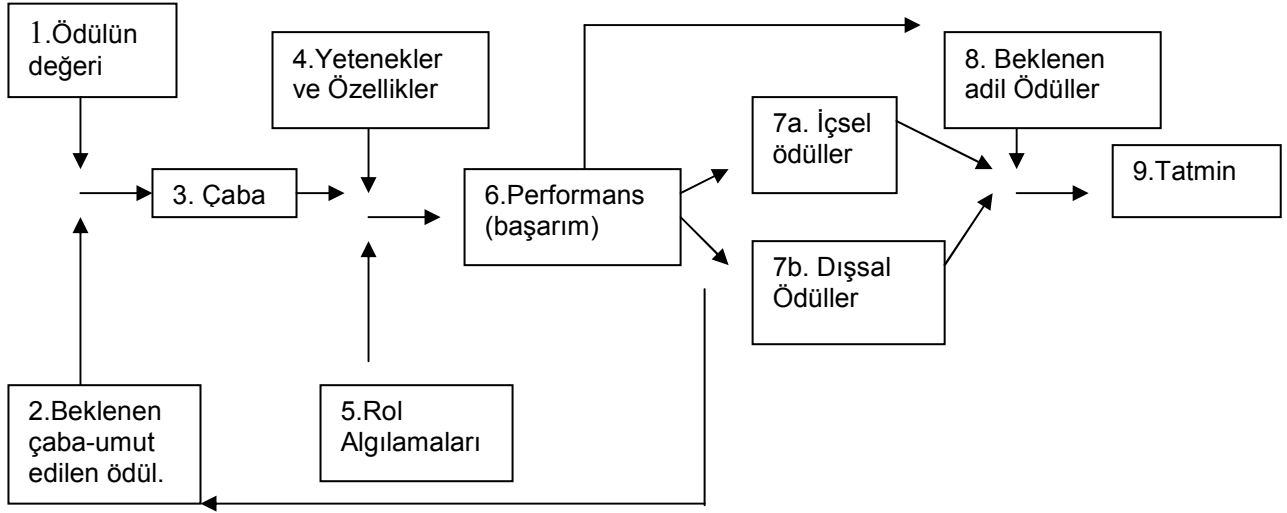 1.Ödülün
değeri
4.Yetenekler
ve Özellikler
8. Beklenen
adil Ödüller
7a. İçsel
ödüller
3. Çaba
6.Performans
(başarım)
9.Tatmin
7b. Dışsal
Ödüller
2.Beklenen
çaba-umut
edilen ödül.
5.Rol
Algılamaları